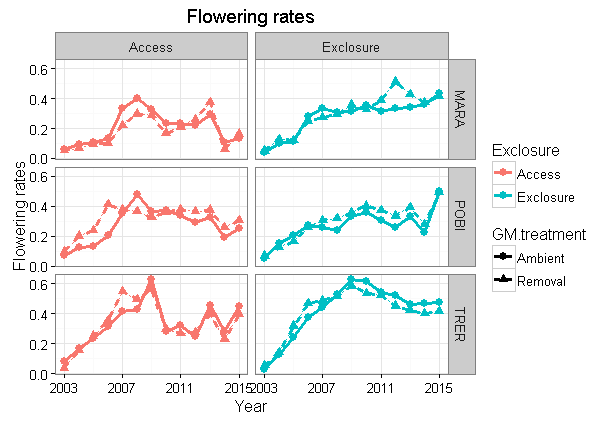 Flowering rates
Access
Exclosure
0.6
0.4
0.2
0.0
MARA
0.6
0.4
0.2
0.0
POBI
0.6
0.4
0.2
0.0
TRER
Flowering rates
2003
2007
2011
2015
2003
2007
2011
2015
Year
Exclosure
Access
Exclosure
GM.treatment
Ambient
Removal